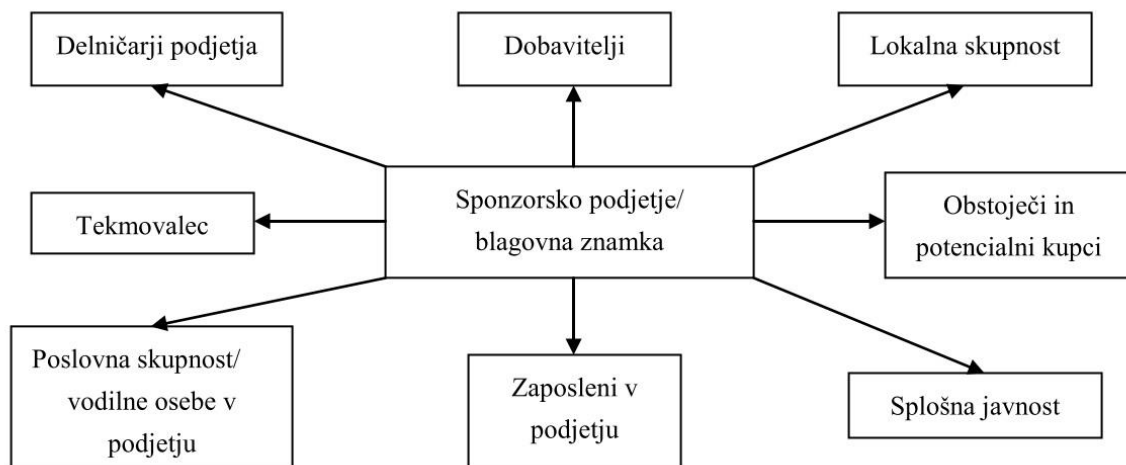 Delničarji podjetja
Dobavitelji
Lokalna skupnost
Sponzorsko podjetje/
blagovna znamka
Tekmovalec
Obstoječi in
potencialni kupci
Poslovna skupnost/
vodilne osebe v
podjetju
Zaposleni v
podjetju
Splošna javnost